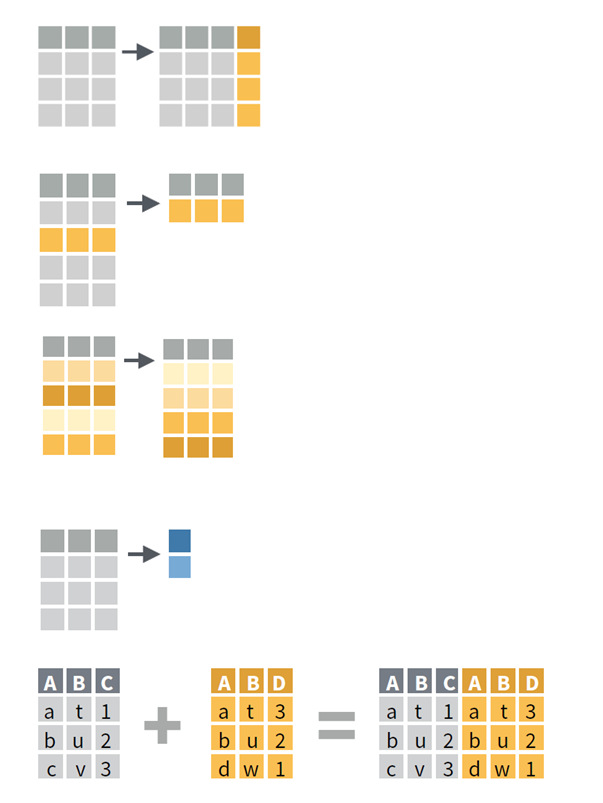 A B C A B D A B C A B D
a t 1 a t 3 a t 1 a t 3
b u 2 b u 2 b u 2 b u 2
c v 3 d w 1 c v 3 d w 1